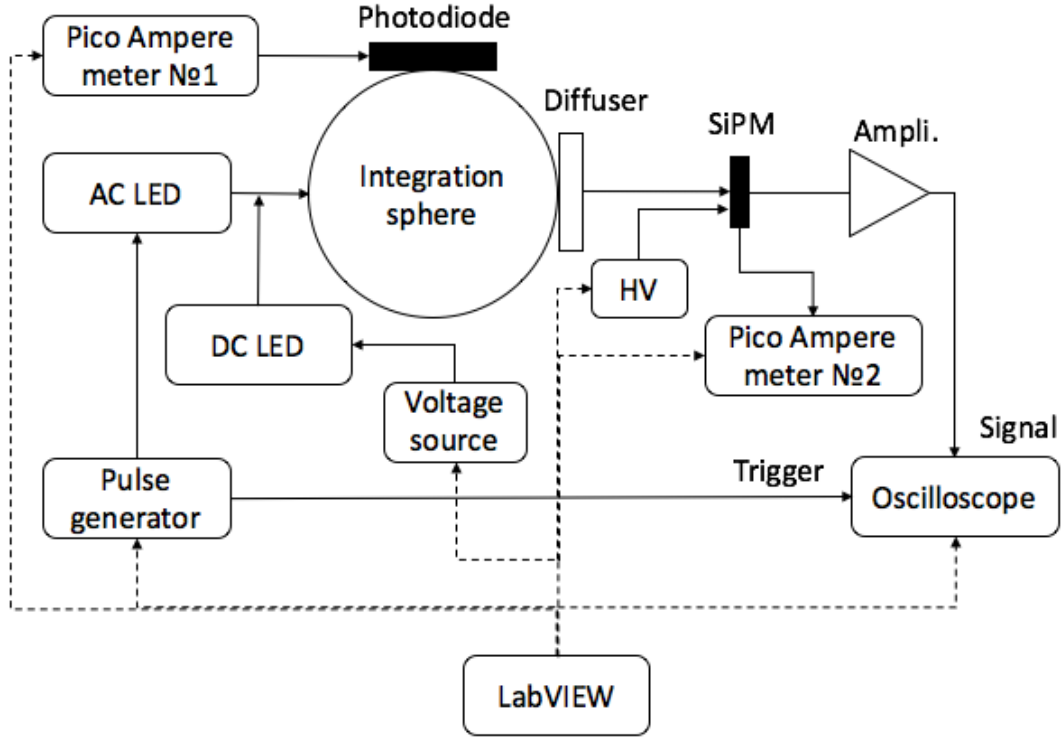 Photodiode
Pico Ampere
meter №1
Diffuser
SiPM
Ampli.
AC LED
Integration
sphere
HV
DC LED
Pico Ampere
meter №2
Voltage
source
Signal
Pulse
generator
Trigger
Oscilloscope
LabVIEW